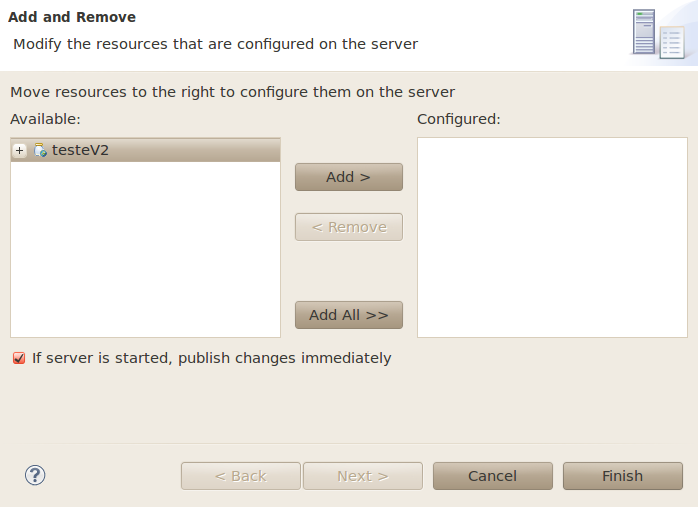 Add and Remove
Modify the resources that are configured on the server
Move resources to the right to configure them on the server
Available:
Configured:
testeV2
Add >
< Remove
Add All >>
If server is started, publish changes immediately
?
< Back
Next >
Cancel
Finish